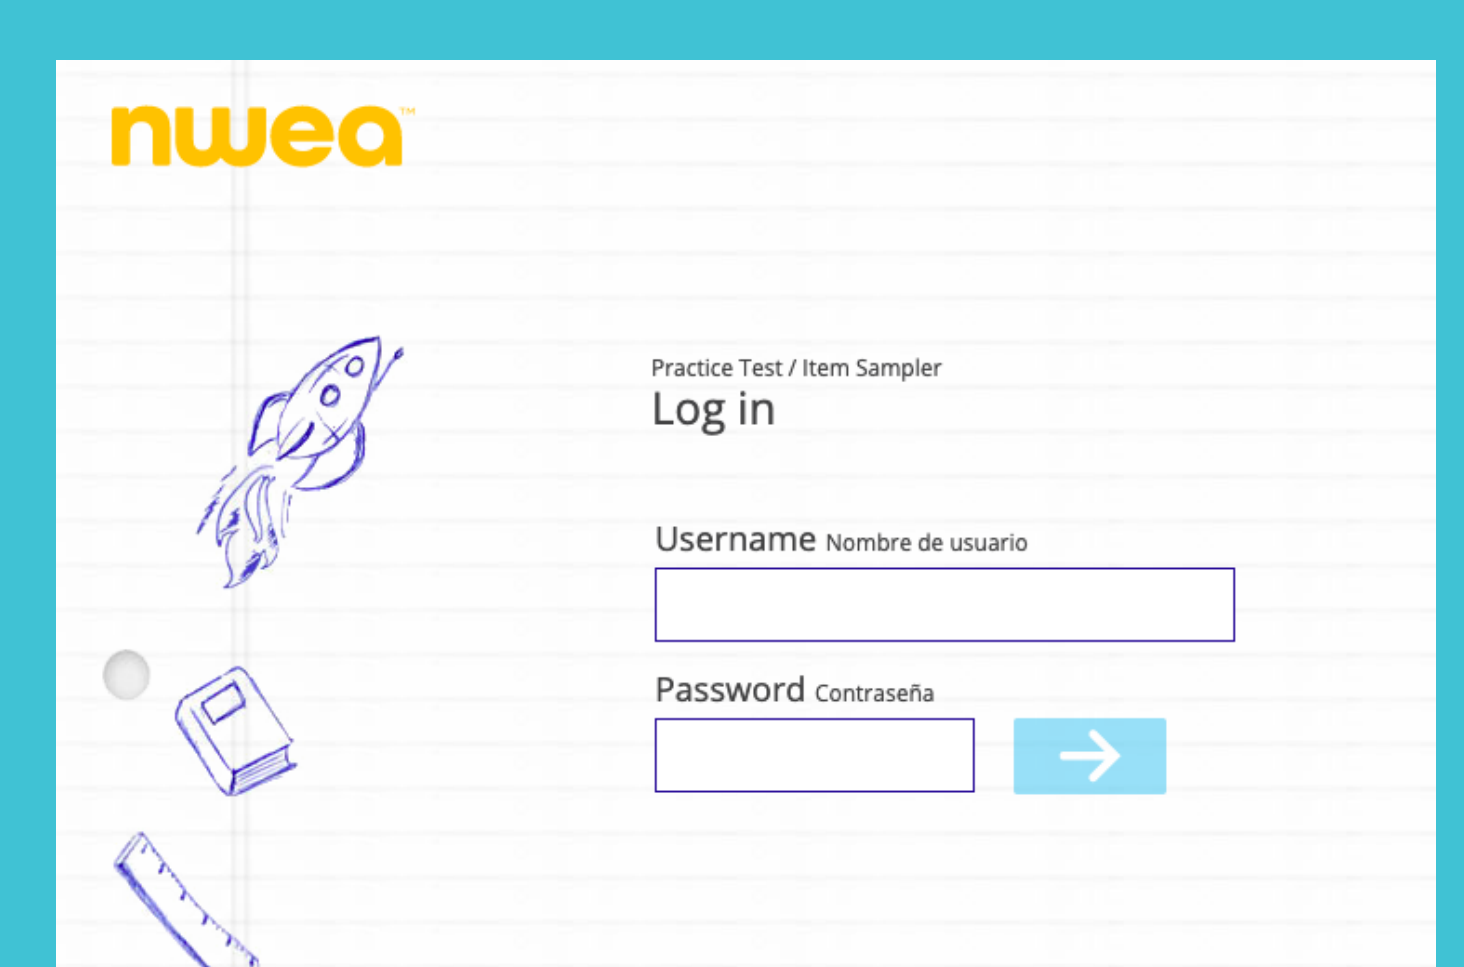 nwea™
Practice Test / Item Sampler
Log in
Username Nombre de usuario
Password Contraseña